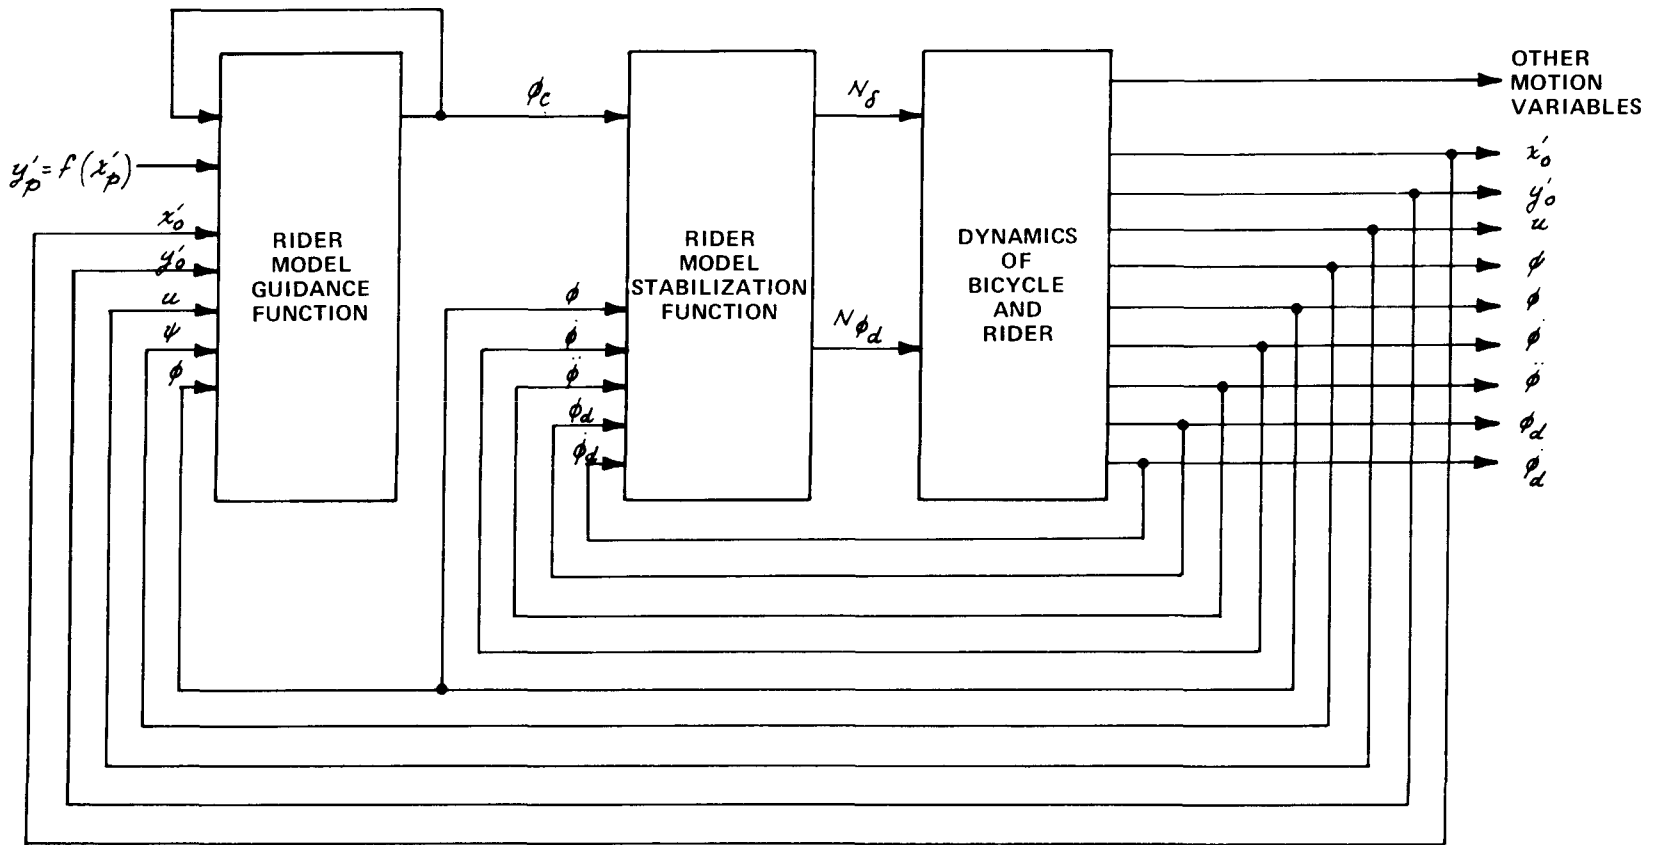 y'p = f(x'p)
x'o
y'o
u
ψ
ϕ
RIDER
MODEL
GUIDANCE
FUNCTION
ϕc
ϕ
ϕ̇
ϕ̈
ϕd
ϕ̇d
RIDER
MODEL
STABILIZATION
FUNCTION
Nδ
Nϕd
DYNAMICS
OF
BICYCLE
AND
RIDER
OTHER
MOTION
VARIABLES
x'o
y'o
u
ψ
ϕ
ϕ̇
ϕ̈
ϕd
ϕ̇d